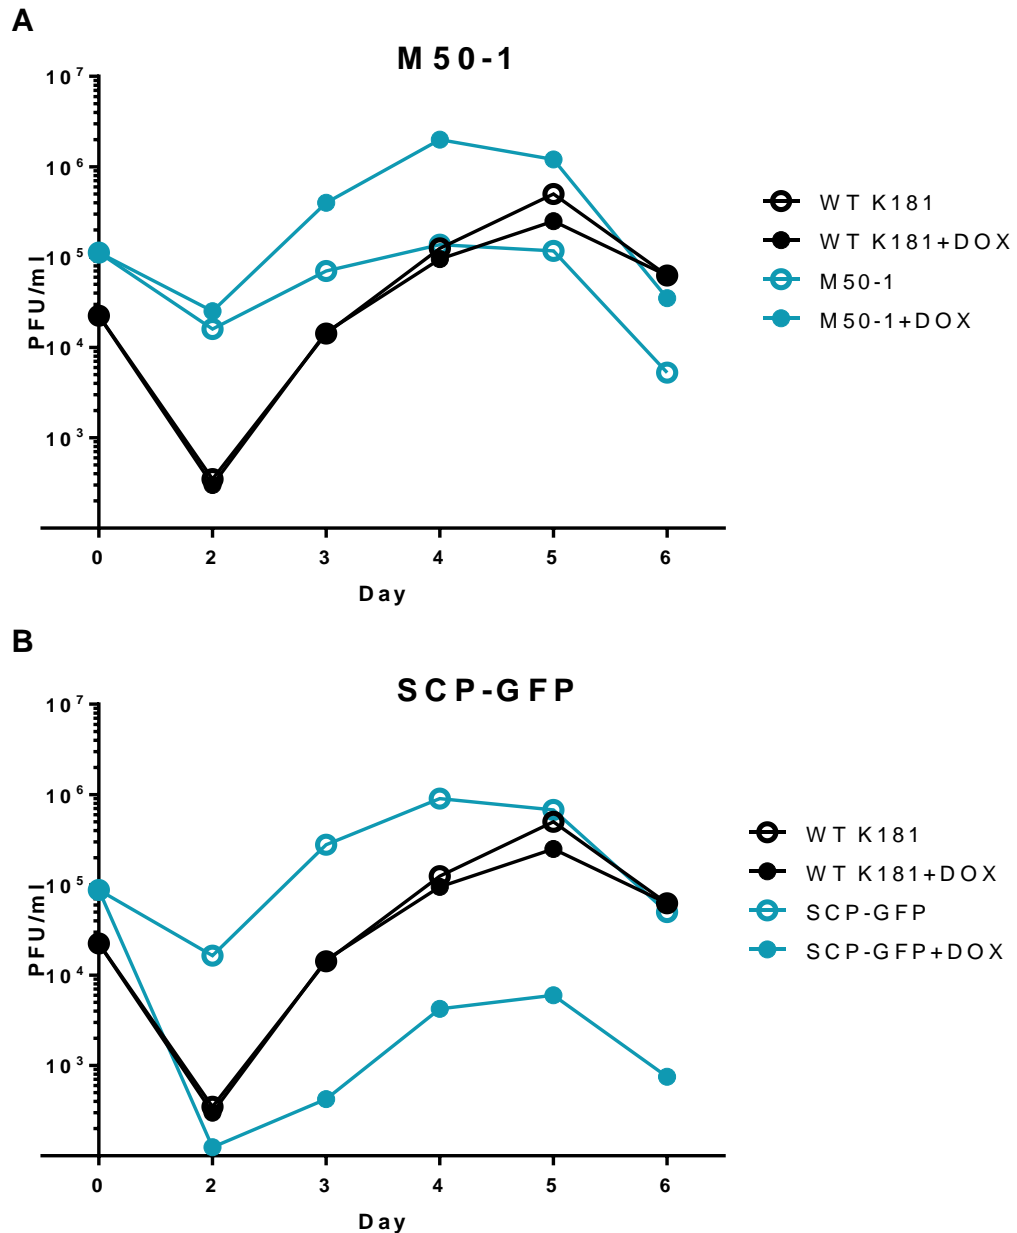 A
M50-1
10^7
10^6
10^5
10^4
10^3
PFU/ml
0 2 3 4 5 6
Day
WT K181
WT K181+DOX
M50-1
M50-1+DOX
B
SCP-GFP
10^7
10^6
10^5
10^4
10^3
PFU/ml
0 2 3 4 5 6
Day
WT K181
WT K181+DOX
SCP-GFP
SCP-GFP+DOX